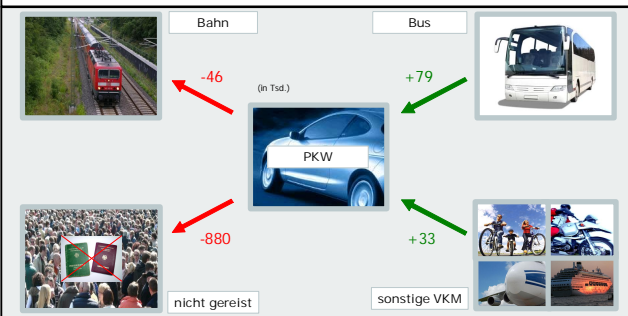 Bahn
Bus
-46
+79
(in Tsd.)
PKW
-880
+33
nicht gereist
sonstige VKM